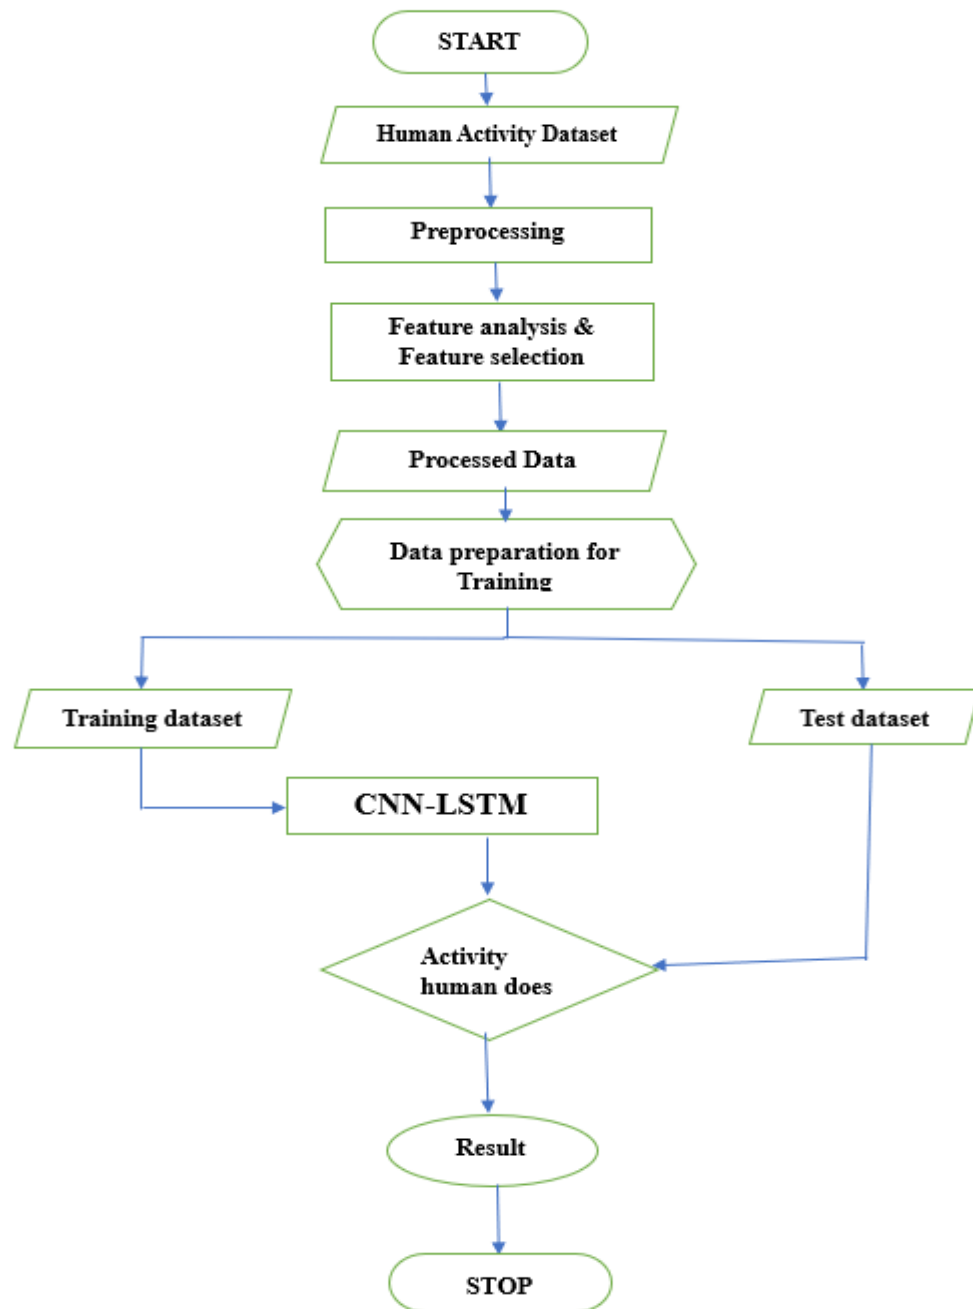 START
Human Activity Dataset
Preprocessing
Feature analysis &
Feature selection
Processed Data
Data preparation for
Training
Training dataset
Test dataset
CNN-LSTM
Activity
human does
Result
STOP